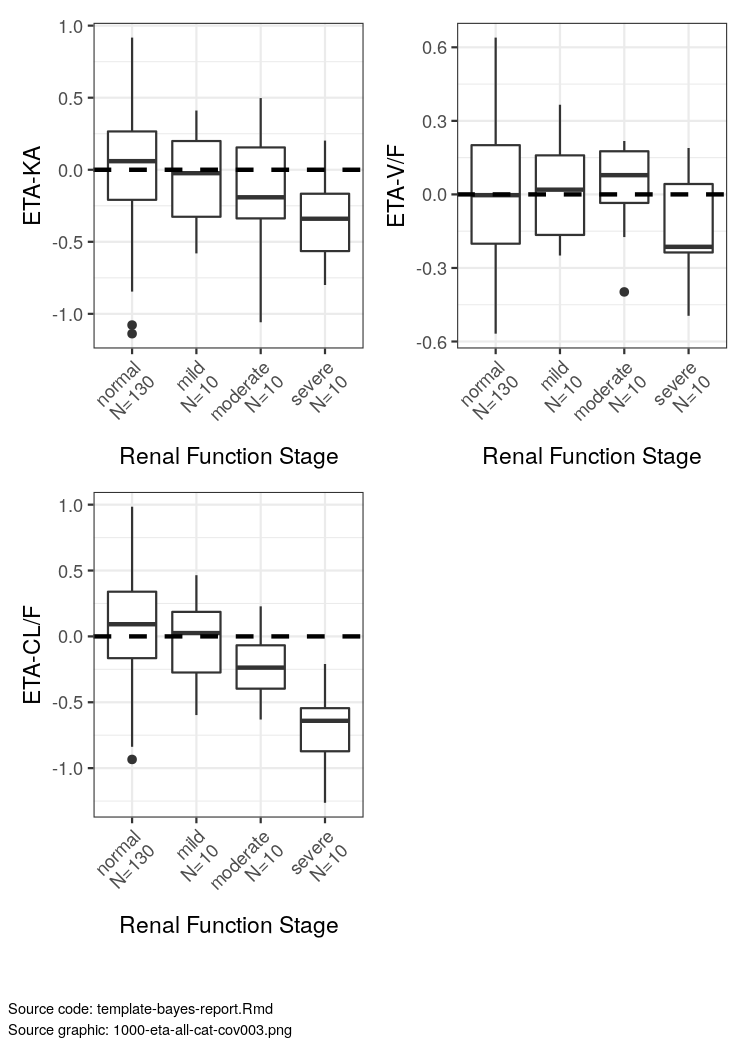 ETA-KA
1.0
0.5
0.0
-0.5
-1.0
normal
N=130
mild
N=10
moderate
N=10
severe
N=10
Renal Function Stage
ETA-V/F
0.6
0.3
0.0
-0.3
-0.6
normal
N=130
mild
N=10
moderate
N=10
severe
N=10
Renal Function Stage
ETA-CL/F
1.0
0.5
0.0
-0.5
-1.0
normal
N=130
mild
N=10
moderate
N=10
severe
N=10
Renal Function Stage
Source code: template-bayes-report.Rmd
Source graphic: 1000-eta-all-cat-cov003.png